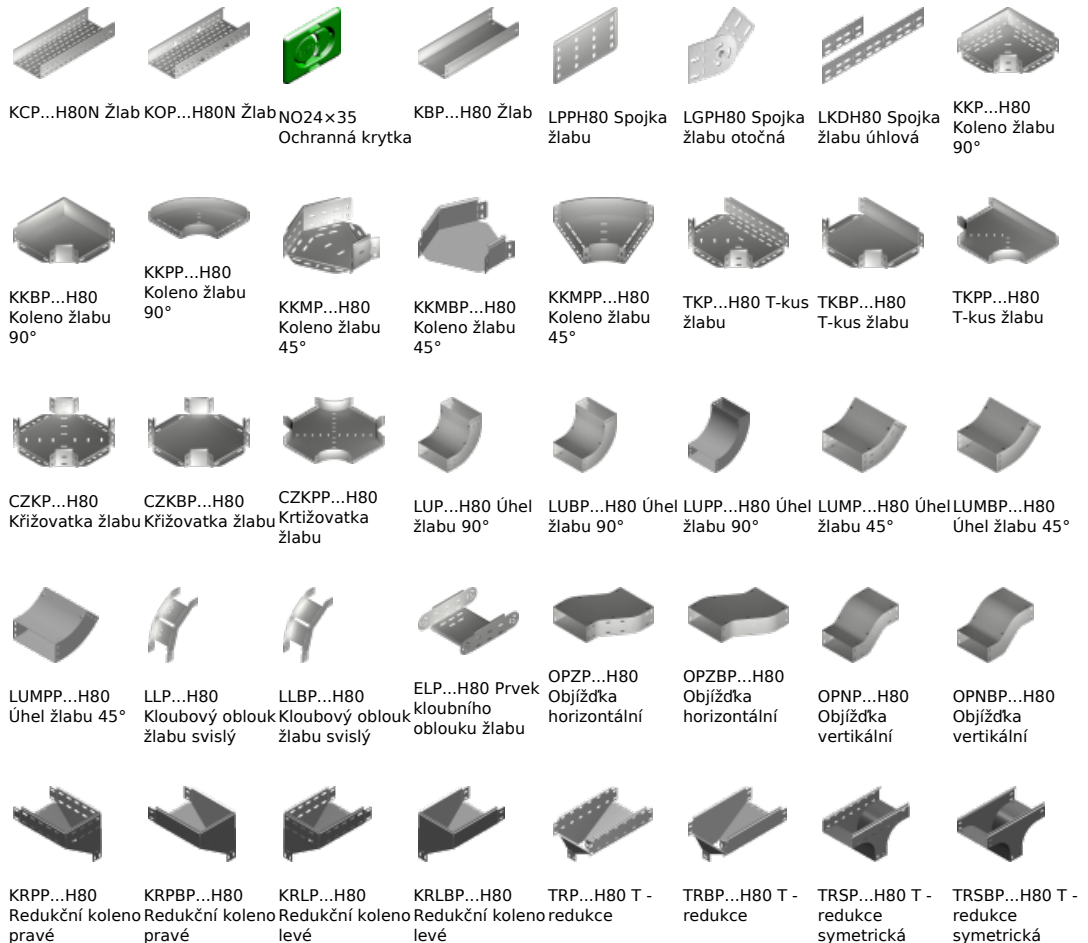 KCP...H80N Žlab
KOP...H80N Žlab
NO24×35
Ochranná krytka
KBP...H80 Žlab
LPPH80 Spojka
žlabu
LGPH80 Spojka
žlabu otočná
LKDH80 Spojka
žlabu úhlová
KKP...H80
Koleno žlabu
90°
KKBP...H80
Koleno žlabu
90°
KKPP...H80
Koleno žlabu
90°
KKMP...H80
Koleno žlabu
45°
KKMBP...H80
Koleno žlabu
45°
KKMPP...H80
Koleno žlabu
45°
TKP...H80 T-kus
žlabu
TKBP...H80
T-kus žlabu
TKPP...H80
T-kus žlabu
CZKP...H80
Křižovatka žlabu
CZKBP...H80
Křižovatka žlabu
CZKPP...H80
Krtižovatka
žlabu
LUP...H80 Úhel
žlabu 90°
LUBP...H80 Úhel
žlabu 90°
LUPP...H80 Úhel
žlabu 90°
LUMP...H80 Úhel
žlabu 45°
LUMBP...H80
Úhel žlabu 45°
LUMPP...H80
Úhel žlabu 45°
LLP...H80
Kloubový oblouk
žlabu svislý
LLBP...H80
Kloubový oblouk
žlabu svislý
ELP...H80 Prvek
kloubního
oblouku žlabu
OPZP...H80
Objížďka
horizontální
OPZBP...H80
Objížďka
horizontální
OPNP...H80
Objížďka
vertikální
OPNBP...H80
Objížďka
vertikální
KRPP...H80
Redukční koleno
pravé
KRPBP...H80
Redukční koleno
pravé
KRLP...H80
Redukční koleno
levé
KRLBP...H80
Redukční koleno
levé
TRP...H80 T -
redukce
TRBP...H80 T -
redukce
TRSP...H80 T -
redukce
symetrická
TRSBP...H80 T -
redukce
symetrická